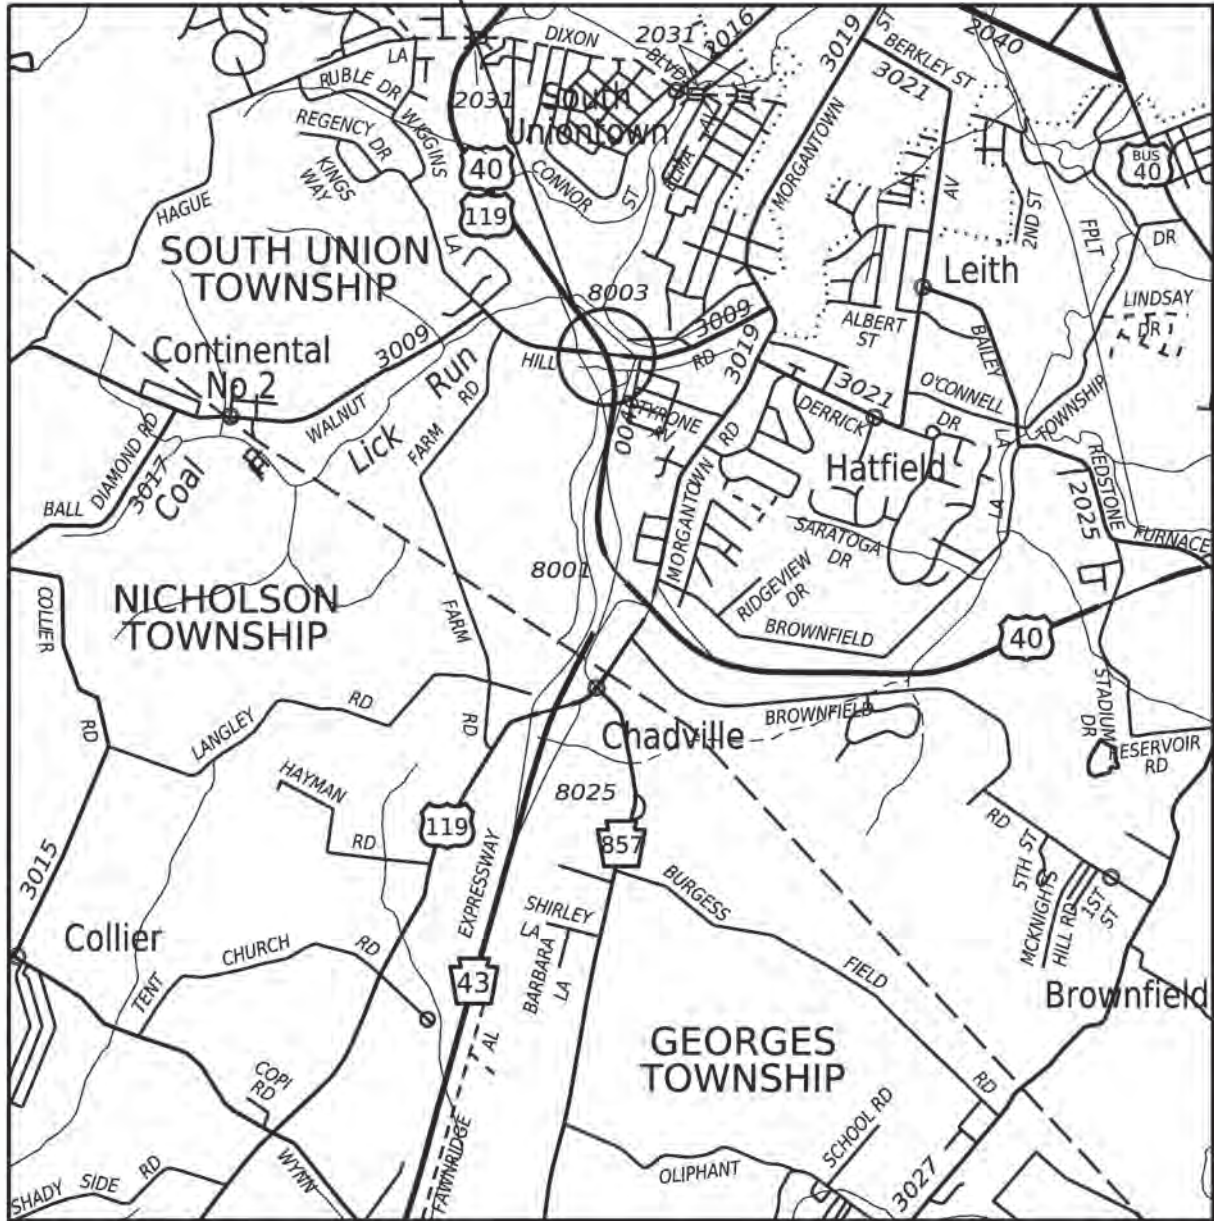 DIXON
BLVD
2031
2016
3019
ST
BERKLEY ST
2040
LA
RUBLE DR
2031
South
Uniontown
3021
WIGGINS
REGENCY
DR
KINGS
WAY
40
119
CONNOR
ST
AV
MORGANTOWN
AV
2ND ST
FPLT
BUS
40
DR
HAGUE
SOUTH UNION
TOWNSHIP
LA
8003
Leith
LINDSAY
DR
ALBERT
ST
BAILEY
Continental
No 2
3009
HILL
3009
RD
3019
Run
RD
FARM
WALNUT
Lick
TYRONE
AV
RD
DERRICK
3021
O'CONNELL
DR
LA
TOWNSHIP
DIAMOND RD
3017
Coal
BALL
Hatfield
REDSTONE
2025
FURNACE
MORGANTOWN
SARATOGA
DR
LA
8001
RIDGEVIEW
DR
BROWNFIELD
40
COLLIER
NICHOLSON
TOWNSHIP
FARM
RD
LANGLEY
RD
RD
Chadville
BROWNFIELD
STADIUM
DR
RESERVOIR
RD
HAYMAN
RD
119
8025
857
RD
5TH ST
MCKNIGHTS
HILL RD
1ST
ST
3015
EXPRESSWAY
SHIRLEY
LA
BARBARA
LA
BURGESS
FIELD
RD
Collier
CHURCH
RD
TENT
43
Brownfield
GEORGES
TOWNSHIP
AL
COPI
RD
FAWNRIDGE
WYNN
SCHOOL RD
OLIPHANT
3027
SHADY SIDE RD